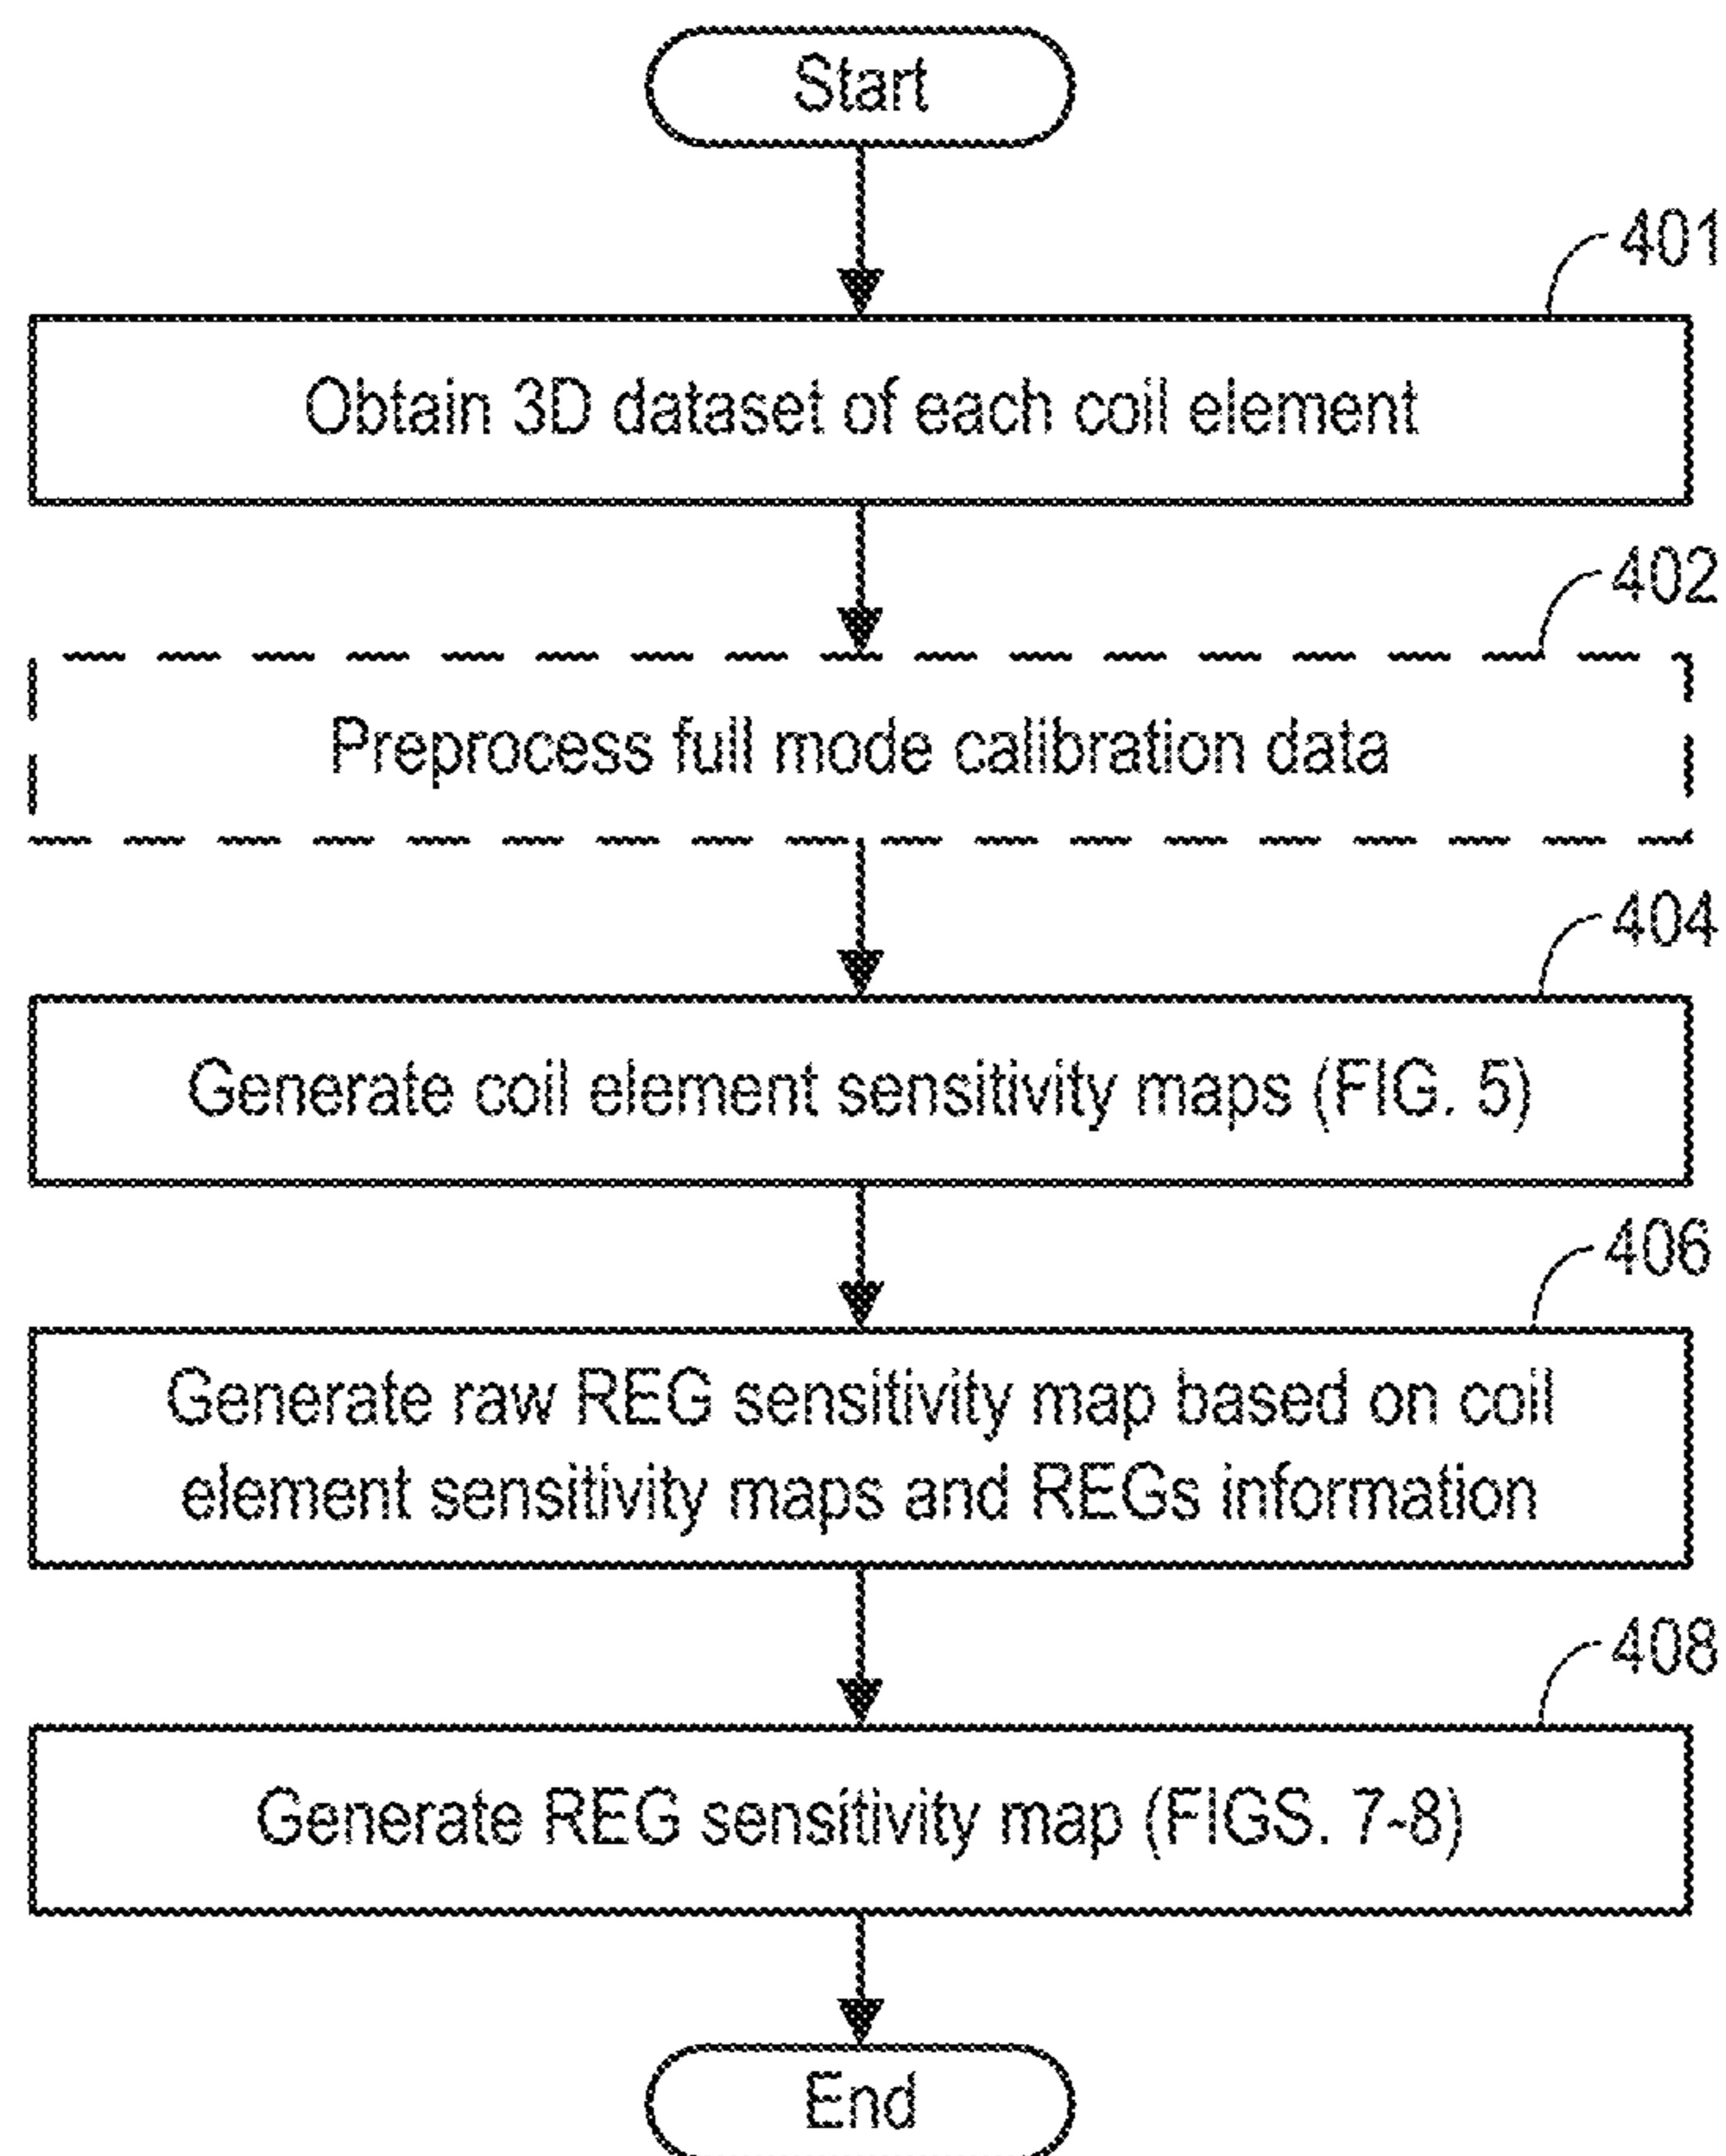 Start
401
Obtain 3D dataset of each coil element
402
Preprocess full mode calibration data
404
Generate coil element sensitivity maps (FIG. 5)
406
Generate raw REG sensitivity map based on coil
element sensitivity maps and REGs information
408
Generate REG sensitivity map (FIGS. 7-8)
End